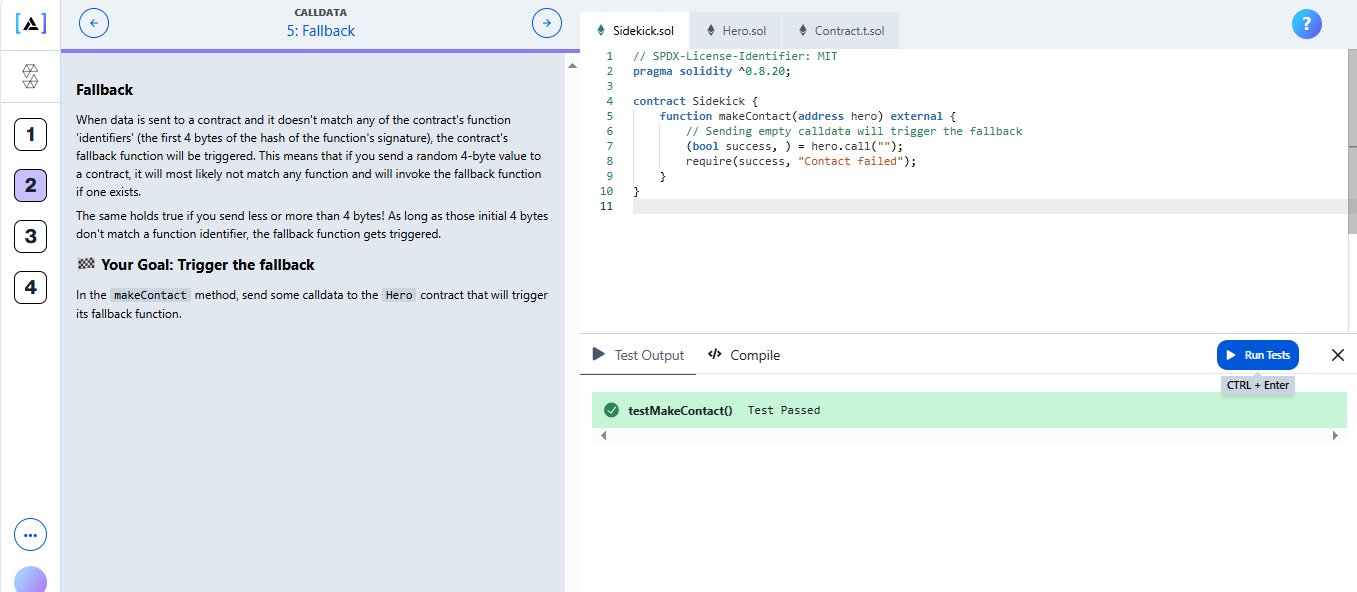 CALLDATA
5: Fallback
1
2
3
4
Fallback
When data is sent to a contract and it doesn't match any of the contract's function
'identifiers' (the first 4 bytes of the hash of the function's signature), the contract's
fallback function will be triggered. This means that if you send a random 4-byte value to
a contract, it will most likely not match any function and will invoke the fallback function
if one exists.
The same holds true if you send less or more than 4 bytes! As long as those initial 4 bytes
don't match a function identifier, the fallback function gets triggered.
🏁 Your Goal: Trigger the fallback
In the makeContact method, send some calldata to the Hero contract that will trigger
its fallback function.
Sidekick.sol
Hero.sol
Contract.t.sol
?
1 // SPDX-License-Identifier: MIT
2 pragma solidity ^0.8.20;
3
4 contract Sidekick {
5 function makeContact(address hero) external {
6 // Sending empty calldata will trigger the fallback
7 (bool success, ) = hero.call("");
8 require(success, "Contact failed");
9 }
10 }
11
Test Output
Compile
Run Tests
CTRL + Enter
testMakeContact() Test Passed